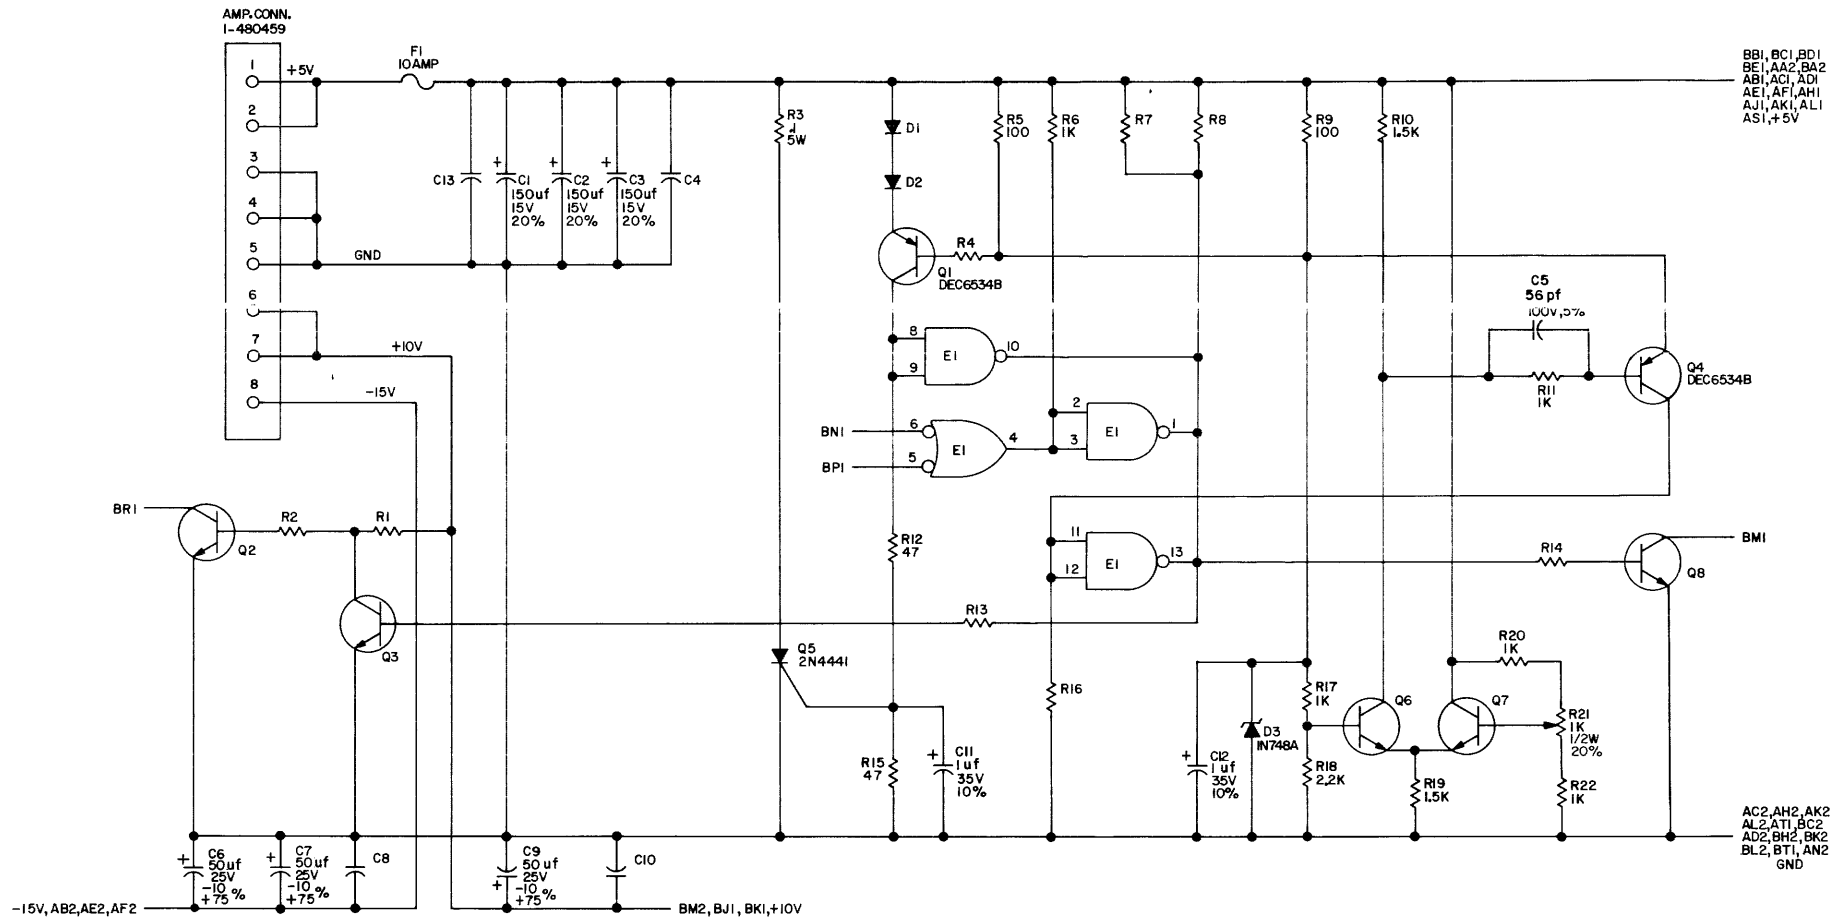 AMP. CONN.
1-480459
1
+5V
2
3
4
5
GND
6
7
+10V
8
-15V
F1
10AMP
C13
+
C1
150uf
15V
20%
+
C2
150uf
15V
20%
+
C3
150uf
15V
20%
C4
R3
.1
5W
D1
D2
R5
100
R6
1K
R7
R8
R9
100
R10
1.5K
BB1, BC1, BD1
BE1, AA2, BA2
AB1, AC1, AD1
AE1, AF1, AH1
AJ1, AK1, AL1
AS1, +5V
R4
Q1
DEC6534B
C5
56 pf
100V, 5%
R11
1K
Q4
DEC6534B
8
9
E1
10
BN1
6
BP1
5
E1
4
2
3
E1
1
BR1
Q2
R2
R1
Q3
R12
47
11
12
E1
13
R14
Q8
BM1
R13
Q5
2N4441
R16
R15
47
+
C11
1uf
35V
10%
+
C12
1uf
35V
10%
D3
1N748A
R17
1K
R18
2.2K
Q6
Q7
R19
1.5K
R20
1K
R21
1K
1/2W
20%
R22
1K
AC2, AH2, AK2
AL2, AT1, BC2
AD2, BH2, BK2
BL2, BT1, AN2
GND
+
C6
50uf
25V
-10
+75%
+
C7
50uf
25V
-10
+75%
C8
+
C9
50uf
25V
-10
+75%
C10
-15V, AB2, AE2, AF2
BM2, BJ1, BK1, +10V